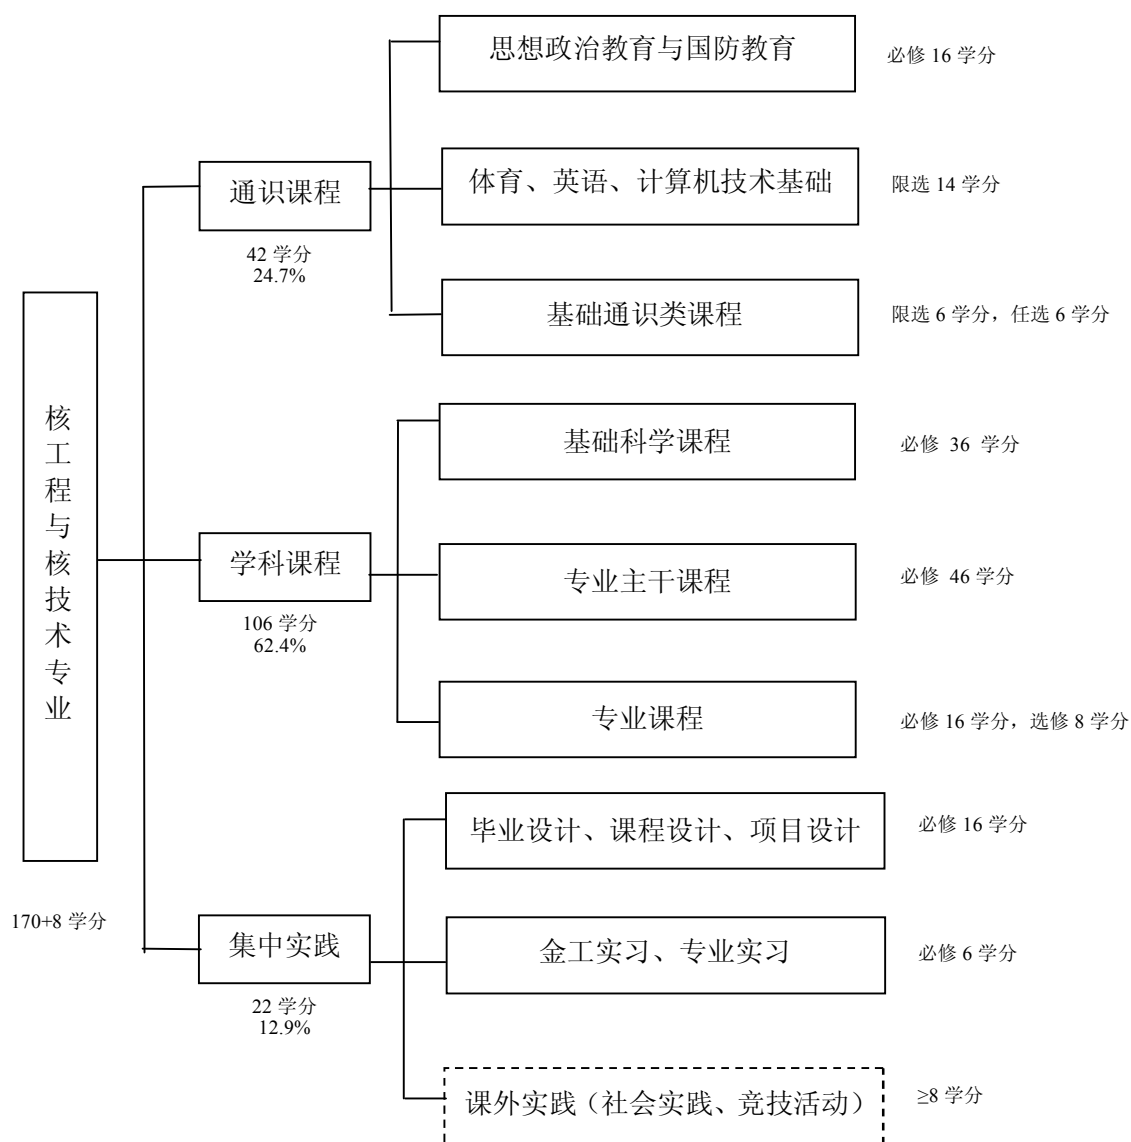 思想政治教育与国防教育
必修 16 学分
通识课程
42 学分
24.7%
体育、英语、计算机技术基础
限选 14 学分
基础通识类课程
限选 6 学分，任选 6 学分
核工程与核技术专业
170+8 学分
基础科学课程
必修 36 学分
学科课程
106 学分
62.4%
专业主干课程
必修 46 学分
专业课程
必修 16 学分，选修 8 学分
毕业设计、课程设计、项目设计
必修 16 学分
集中实践
22 学分
12.9%
金工实习、专业实习
必修 6 学分
课外实践（社会实践、竞技活动）
≥8 学分